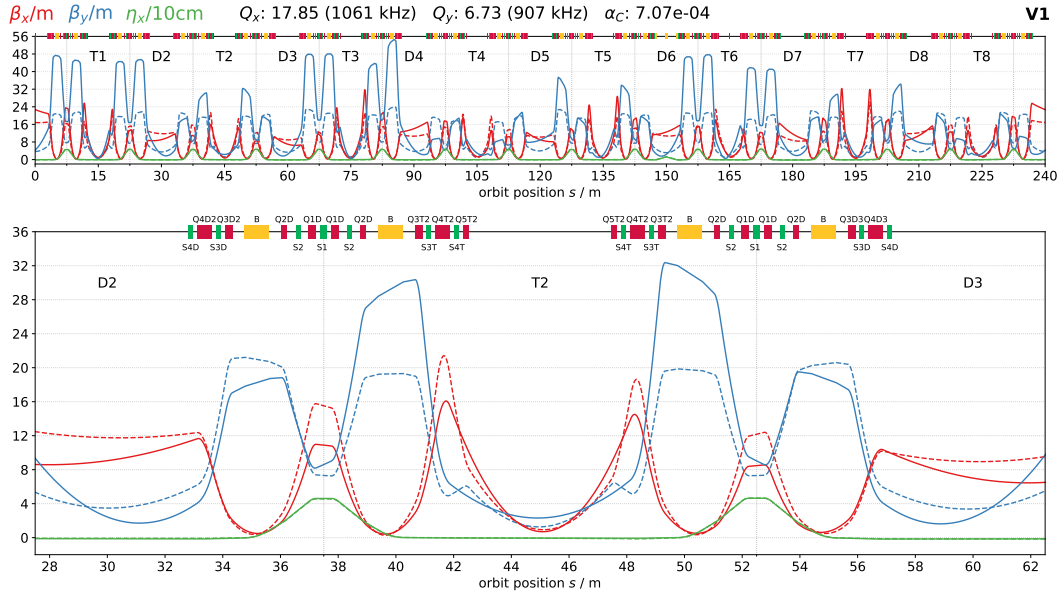 βx/m βy/m ηx/10cm Qx: 17.85 (1061 kHz) Qy: 6.73 (907 kHz) αC: 7.07e-04 V1
56
48
40
32
24
16
8
0
T1 D2 T2 D3 T3 D4 T4 D5 T5 D6 T6 D7 T7 D8 T8
0 15 30 45 60 75 90 105 120 135 150 165 180 195 210 225 240
orbit position s / m
Q4D2 Q3D2 B Q2D Q1D Q1D Q2D B Q3T2 Q4T2 Q5T2 Q5T2 Q4T2 Q3T2 B Q2D Q1D Q1D Q2D B Q3D3 Q4D3
S4D S3D S2 S1 S2 S3T S4T S4T S3T S2 S1 S2 S3D S4D
36
32
28
24
20
16
12
8
4
0
D2 T2 D3
28 30 32 34 36 38 40 42 44 46 48 50 52 54 56 58 60 62
orbit position s / m